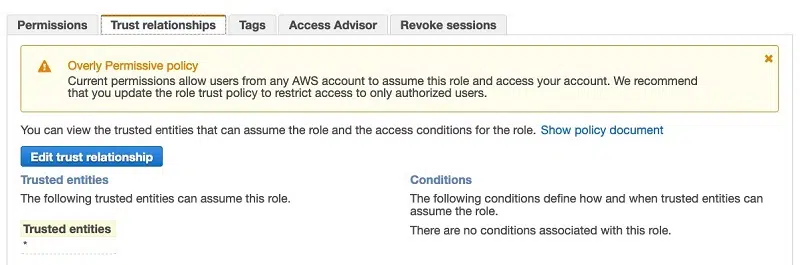 Permissions
Trust relationships
Tags
Access Advisor
Revoke sessions
Overly Permissive policy
Current permissions allow users from any AWS account to assume this role and access your account. We recommend
that you update the role trust policy to restrict access to only authorized users.
You can view the trusted entities that can assume the role and the access conditions for the role. Show policy document
Edit trust relationship
Trusted entities
The following trusted entities can assume this role.
Trusted entities
*
Conditions
The following conditions define how and when trusted entities can
assume the role.
There are no conditions associated with this role.